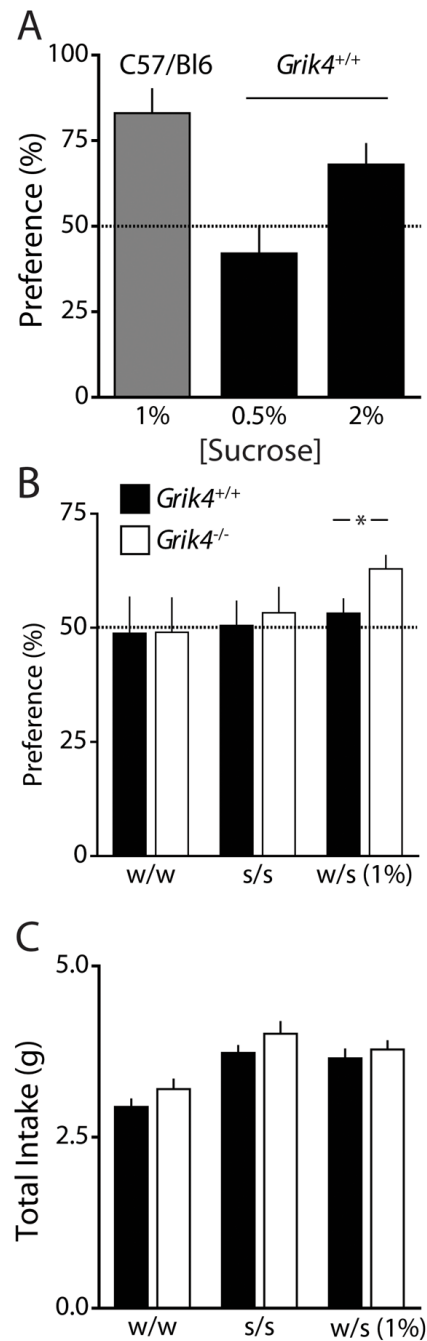 A
C57/Bl6 Grik4+/+
100
75
50
25
0
Preference (%)
1% 0.5% 2%
[Sucrose]
B
Grik4+/+
Grik4-/-
*
75
50
25
0
Preference (%)
w/w s/s w/s (1%)
C
5.0
2.5
0.0
Total Intake (g)
w/w s/s w/s (1%)